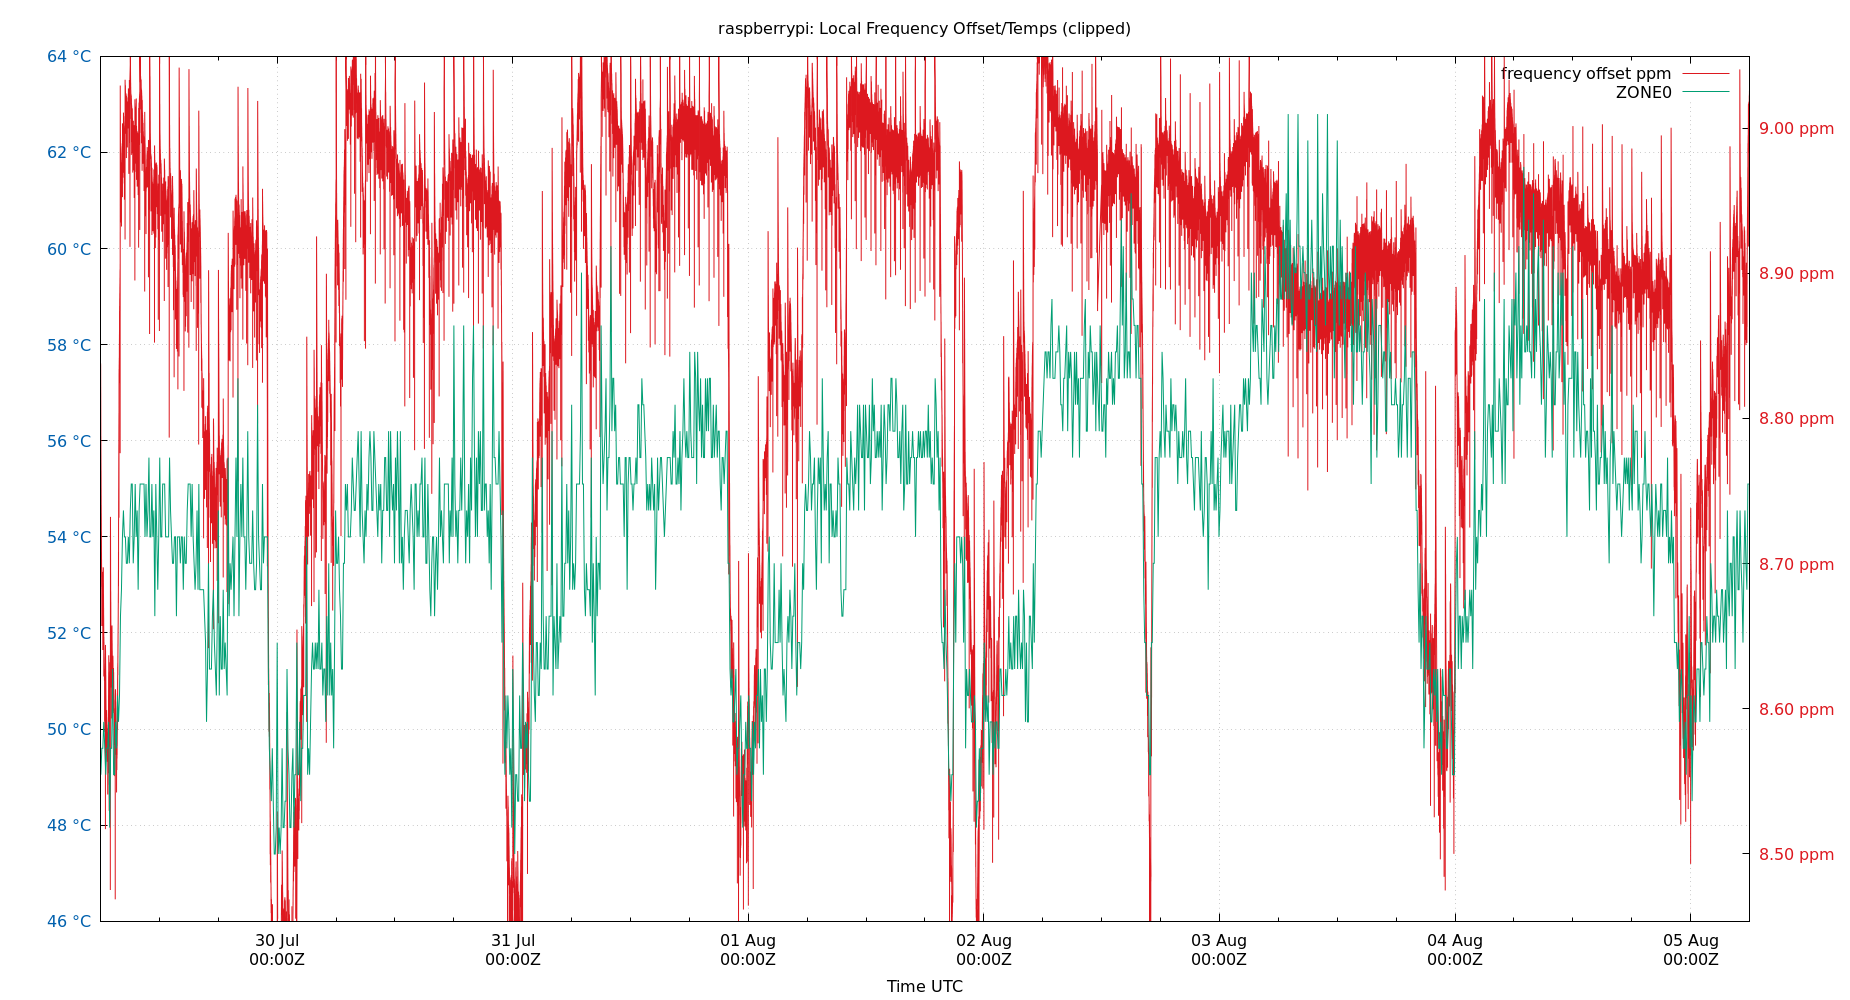 raspberrypi: Local Frequency Offset/Temps (clipped)
64 °C
62 °C
60 °C
58 °C
56 °C
54 °C
52 °C
50 °C
48 °C
46 °C
frequency offset ppm
ZONE0
9.00 ppm
8.90 ppm
8.80 ppm
8.70 ppm
8.60 ppm
8.50 ppm
30 Jul
00:00Z
31 Jul
00:00Z
01 Aug
00:00Z
02 Aug
00:00Z
03 Aug
00:00Z
04 Aug
00:00Z
05 Aug
00:00Z
Time UTC